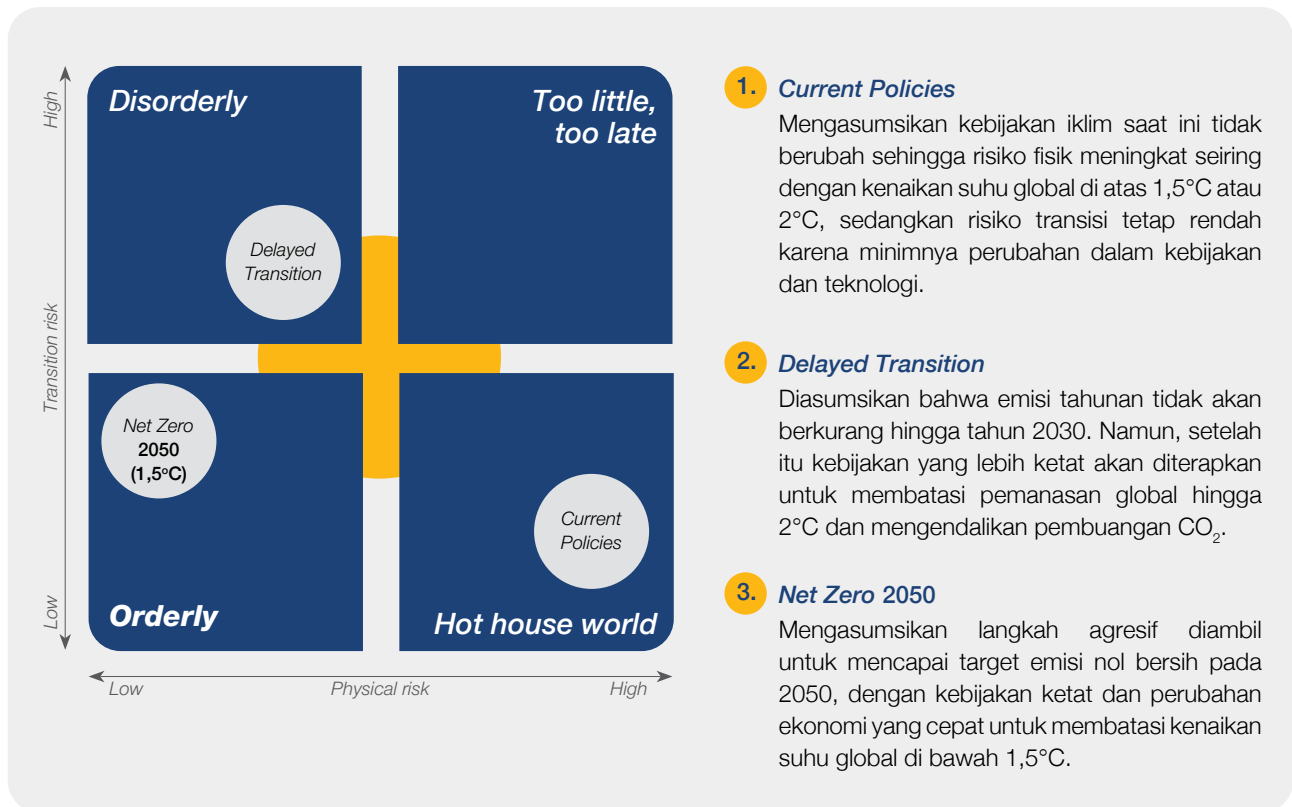 High
Transition risk
Low
Disorderly
Too little,
too late
Delayed
Transition
Net Zero
2050
(1,5°C)
Current
Policies
Orderly
Hot house world
Low
Physical risk
High
1. Current Policies
Mengasumsikan kebijakan iklim saat ini tidak
berubah sehingga risiko fisik meningkat seiring
dengan kenaikan suhu global di atas 1,5°C atau
2°C, sedangkan risiko transisi tetap rendah
karena minimnya perubahan dalam kebijakan
dan teknologi.
2. Delayed Transition
Diasumsikan bahwa emisi tahunan tidak akan
berkurang hingga tahun 2030. Namun, setelah
itu kebijakan yang lebih ketat akan diterapkan
untuk membatasi pemanasan global hingga
2°C dan mengendalikan pembuangan CO₂.
3. Net Zero 2050
Mengasumsikan langkah agresif diambil
untuk mencapai target emisi nol bersih pada
2050, dengan kebijakan ketat dan perubahan
ekonomi yang cepat untuk membatasi kenaikan
suhu global di bawah 1,5°C.